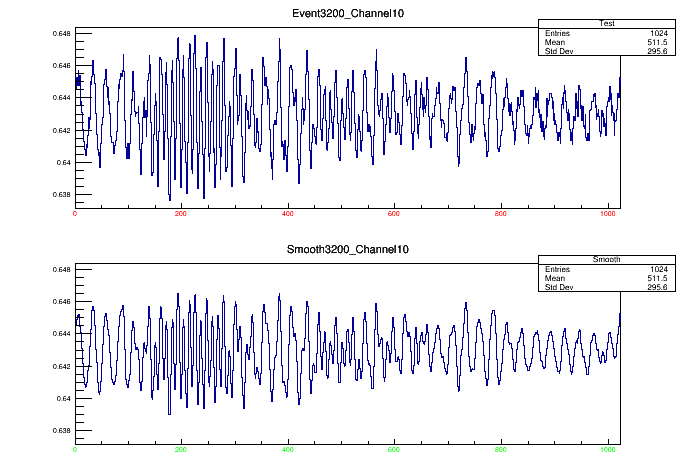 Event3200_Channel10
Test
Entries 1024
Mean 511.5
Std Dev 295.6
0.648
0.646
0.644
0.642
0.64
0.638
0 200 400 600 800 1000
Smooth3200_Channel10
Smooth
Entries 1024
Mean 511.5
Std Dev 295.6
0.648
0.646
0.644
0.642
0.64
0.638
0 200 400 600 800 1000